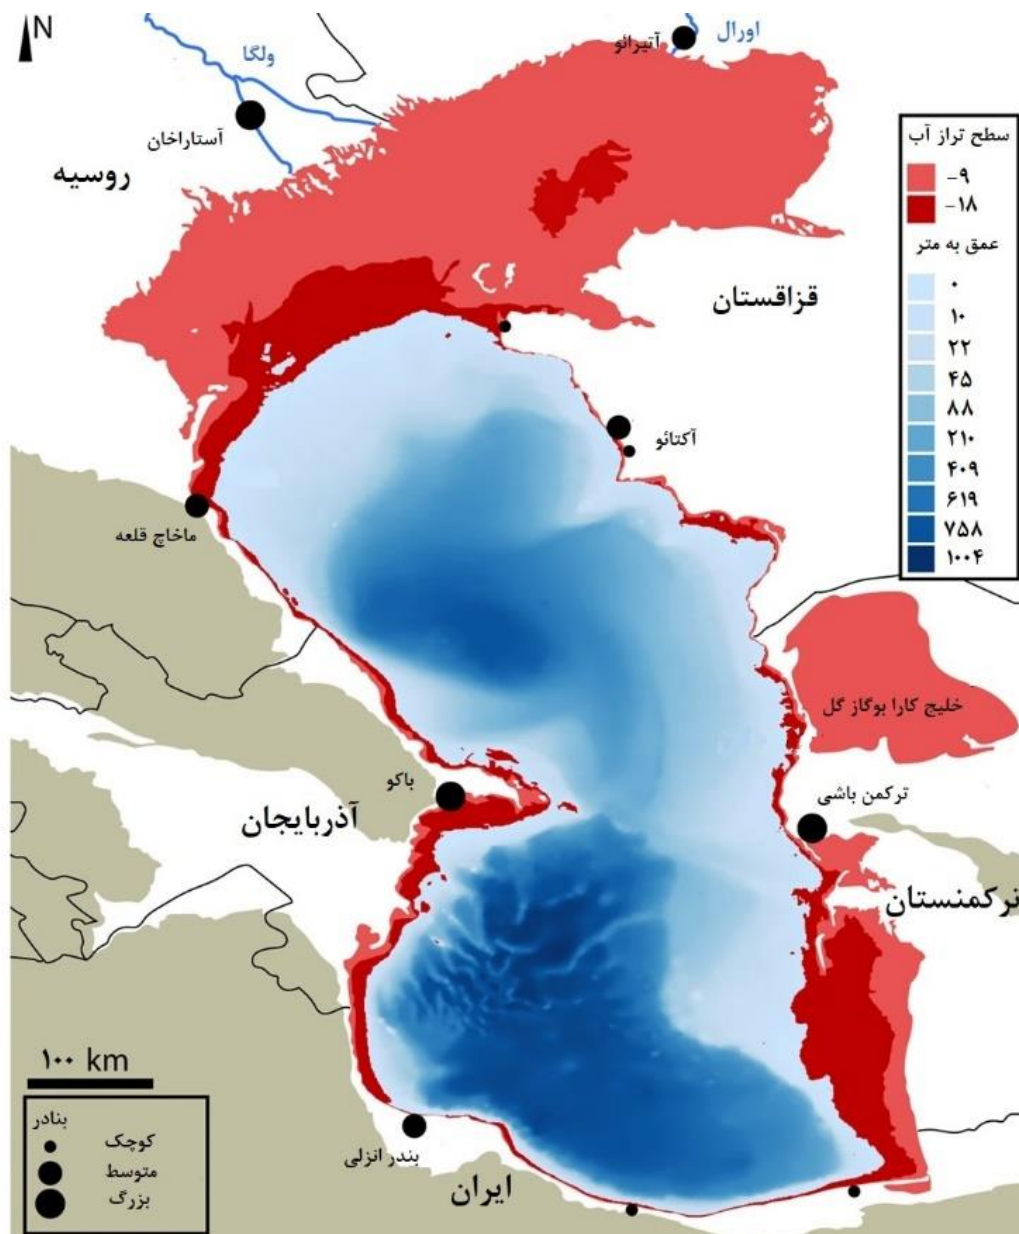 N
ولگا
اورال
آتیرائو
آستاراخان
روسیه
سطح تراز آب
-۹
-۱۸
عمق به متر
۰
۱۰
۲۲
۴۵
۸۸
۲۱۰
۴۰۹
۶۱۹
۷۵۸
۱۰۰۴
قزاقستان
آکتائو
ماخاچ قلعه
خلیج کارا بوگاز گل
باکو
ترکمن باشی
آذربایجان
ترکمنستان
۱۰۰ km
بندر انزلی
ایران
بنادر
کوچک
متوسط
بزرگ